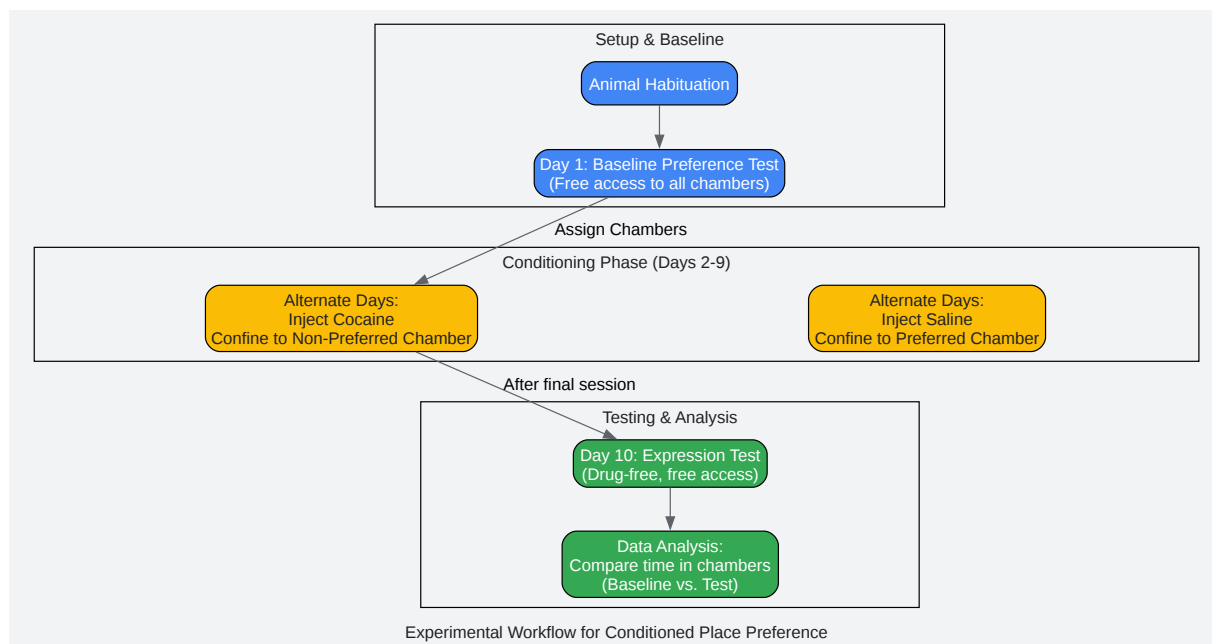 Setup & Baseline
Animal Habituation
Day 1: Baseline Preference Test
(Free access to all chambers)
Assign Chambers
Conditioning Phase (Days 2-9)
Alternate Days:
Inject Cocaine
Confine to Non-Preferred Chamber
Alternate Days:
Inject Saline
Confine to Preferred Chamber
After final session
Testing & Analysis
Day 10: Expression Test
(Drug-free, free access)
Data Analysis:
Compare time in chambers
(Baseline vs. Test)
Experimental Workflow for Conditioned Place Preference